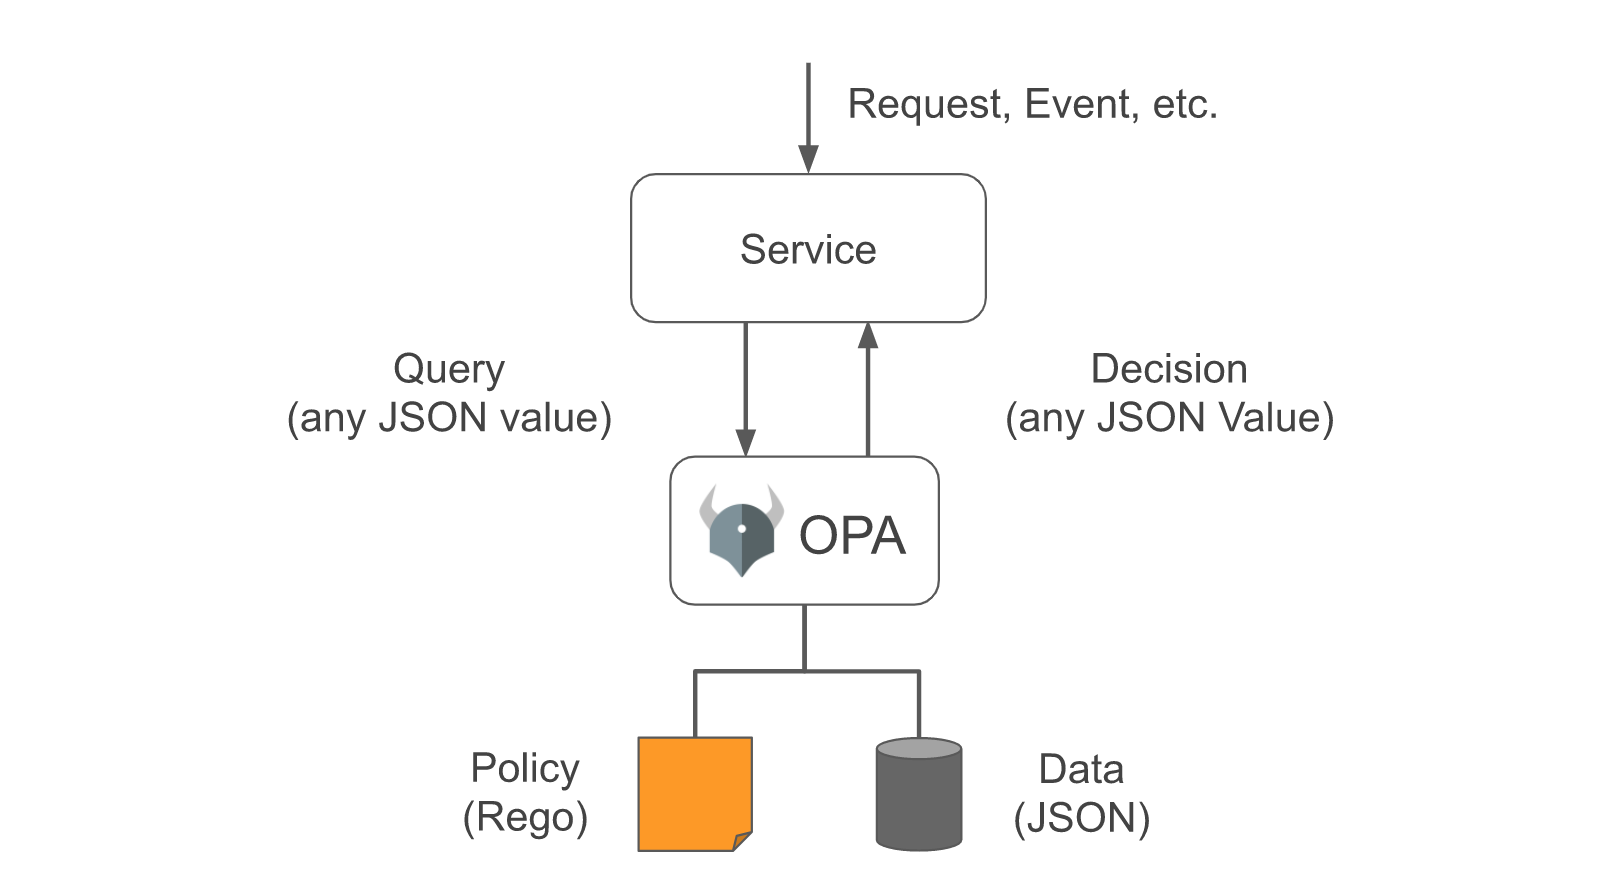 Request, Event, etc.
Service
Query
(any JSON value)
Decision
(any JSON Value)
OPA
Policy
(Rego)
Data
(JSON)